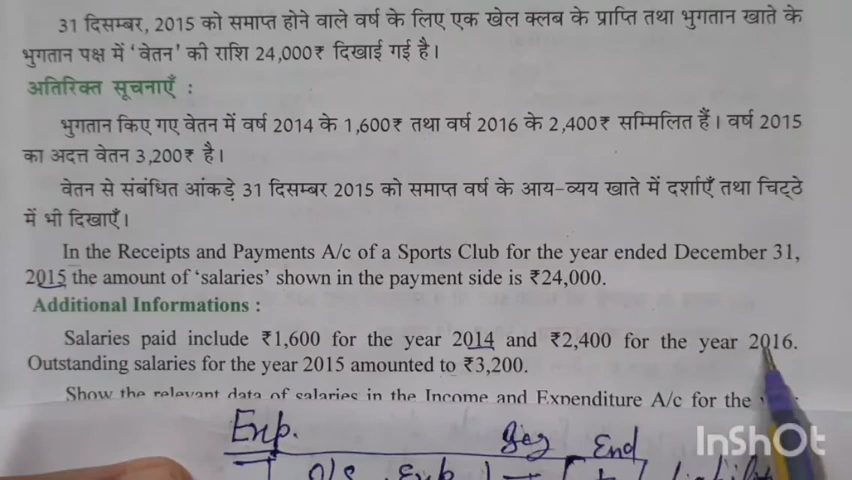 31 दिसम्बर, 2015 को समाप्त होने वाले वर्ष के लिए एक खेल क्लब के प्राप्ति तथा भुगतान खाते के
भुगतान पक्ष में 'वेतन' की राशि 24,000₹ दिखाई गई है।
अतिरिक्त सूचनाएँ :
भुगतान किए गए वेतन में वर्ष 2014 के 1,600₹ तथा वर्ष 2016 के 2,400₹ सम्मिलित हैं। वर्ष 2015
का अदत्त वेतन 3,200₹ है।
वेतन से संबंधित आंकड़े 31 दिसम्बर 2015 को समाप्त वर्ष के आय-व्यय खाते में दर्शाएँ तथा चिट्ठे
में भी दिखाएँ।
In the Receipts and Payments A/c of a Sports Club for the year ended December 31,
2015 the amount of 'salaries' shown in the payment side is ₹24,000.
Additional Informations :
Salaries paid include ₹1,600 for the year 2014 and ₹2,400 for the year 2016.
Outstanding salaries for the year 2015 amounted to ₹3,200.
Show the relevant data of salaries in the Income and Expenditure A/c for the
Exp. Beg End
O/S Exp
InShOt